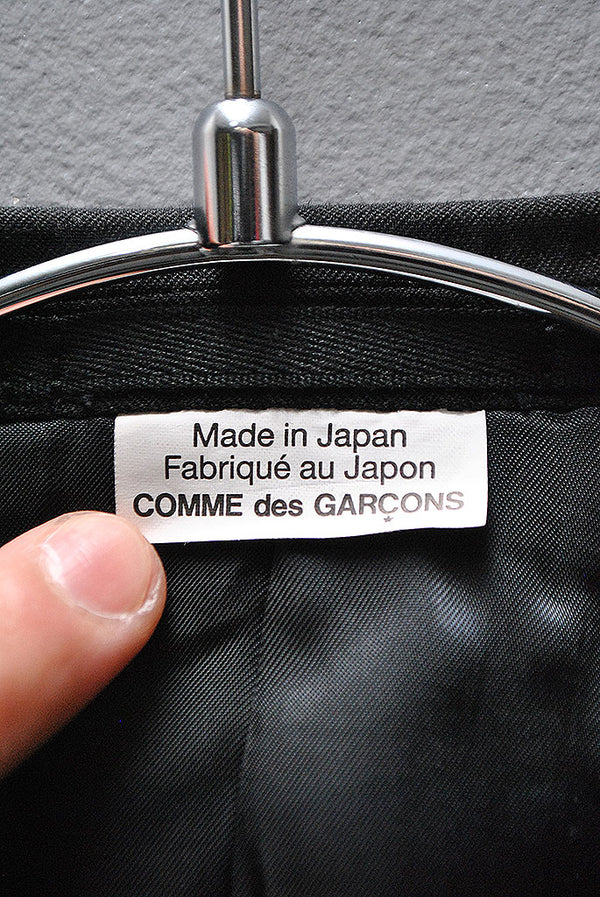 Made in Japan
Fabriqué au Japon
COMME des GARÇONS